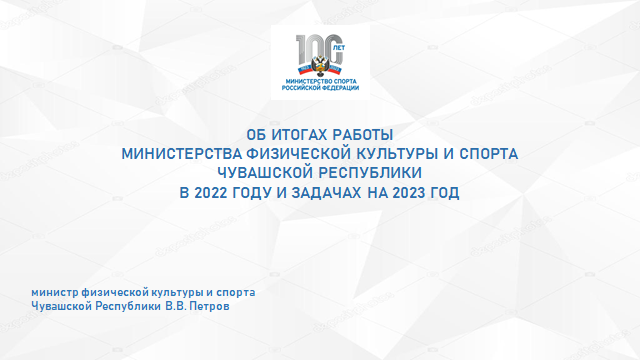 100 ЛЕТ
МИНИСТЕРСТВО СПОРТА
РОССИЙСКОЙ ФЕДЕРАЦИИ
ОБ ИТОГАХ РАБОТЫ
МИНИСТЕРСТВА ФИЗИЧЕСКОЙ КУЛЬТУРЫ И СПОРТА
ЧУВАШСКОЙ РЕСПУБЛИКИ
В 2022 ГОДУ И ЗАДАЧАХ НА 2023 ГОД
министр физической культуры и спорта
Чувашской Республики В.В. Петров